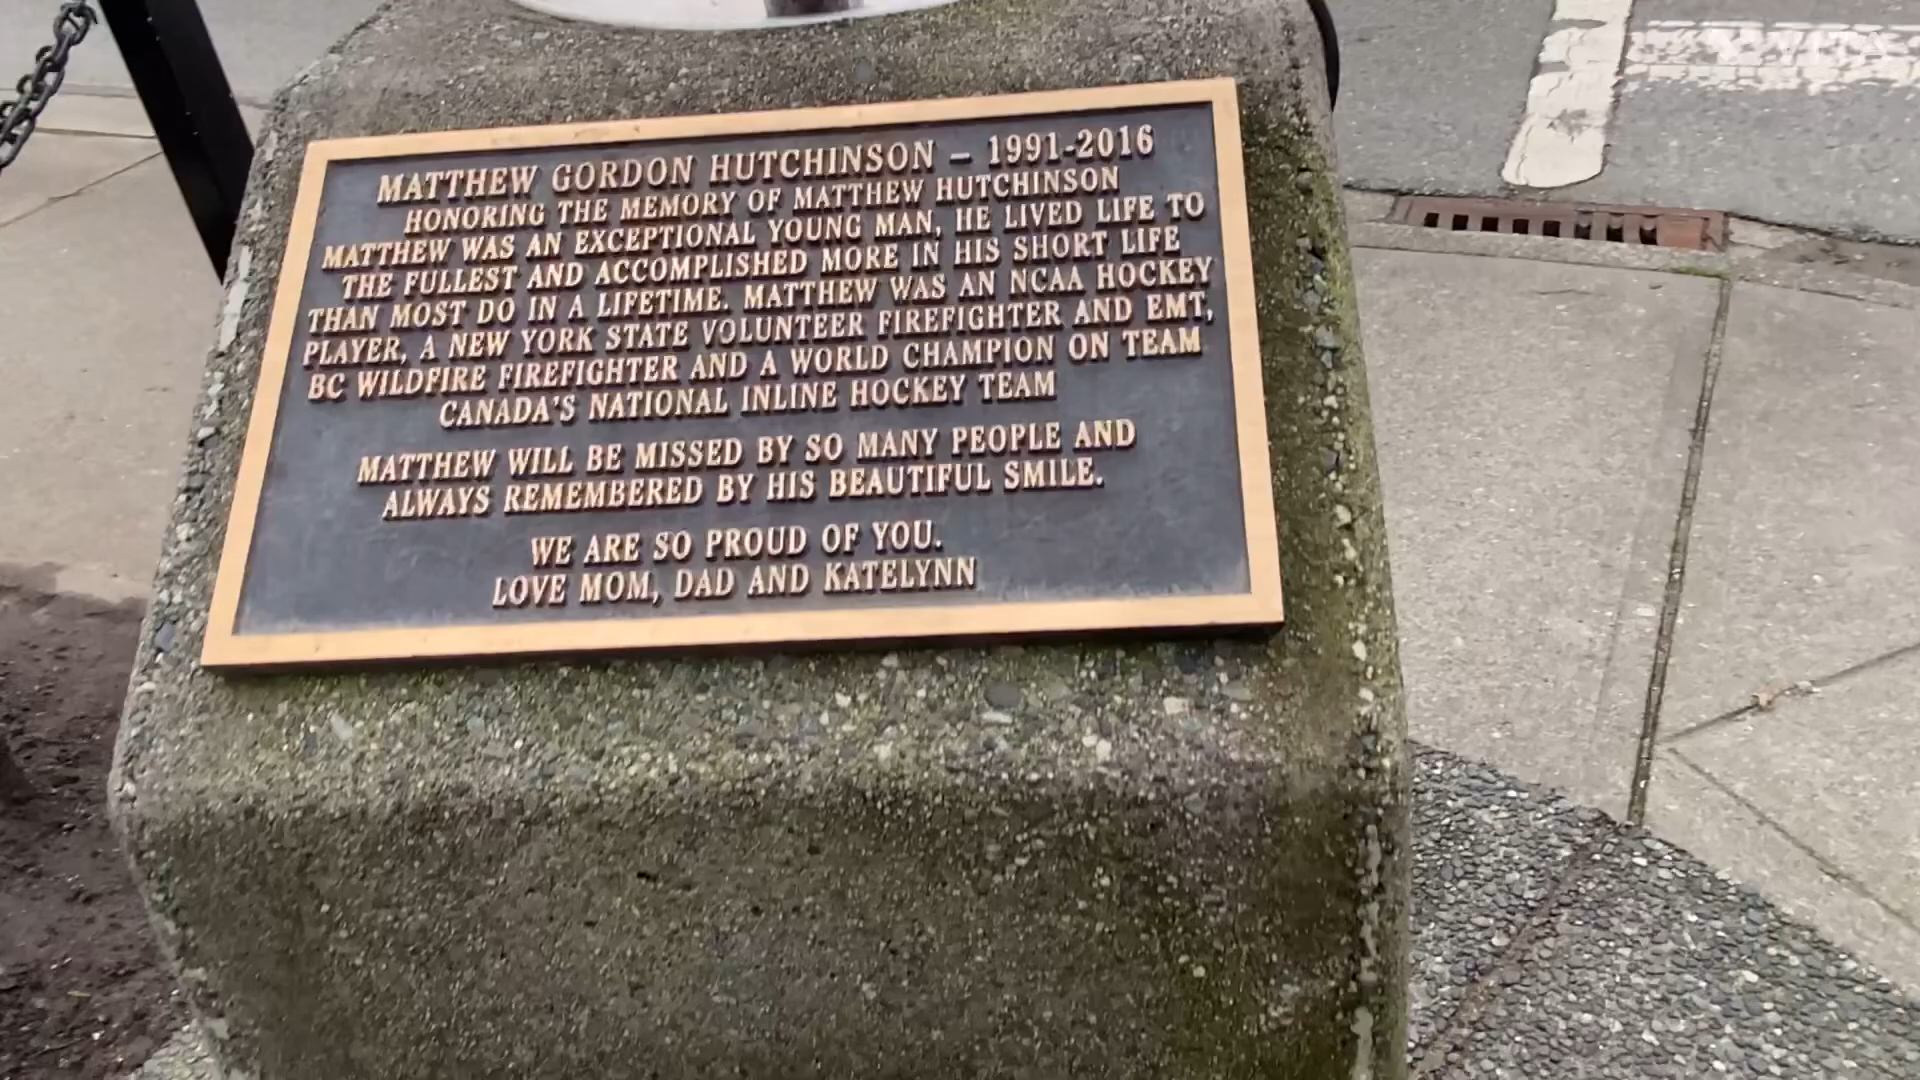 MATTHEW GORDON HUTCHINSON – 1991-2016
HONORING THE MEMORY OF MATTHEW HUTCHINSON
MATTHEW WAS AN EXCEPTIONAL YOUNG MAN, HE LIVED LIFE TO
THE FULLEST AND ACCOMPLISHED MORE IN HIS SHORT LIFE
THAN MOST DO IN A LIFETIME. MATTHEW WAS AN NCAA HOCKEY
PLAYER, A NEW YORK STATE VOLUNTEER FIREFIGHTER AND EMT,
BC WILDFIRE FIREFIGHTER AND A WORLD CHAMPION ON TEAM
CANADA'S NATIONAL INLINE HOCKEY TEAM
MATTHEW WILL BE MISSED BY SO MANY PEOPLE AND
ALWAYS REMEMBERED BY HIS BEAUTIFUL SMILE.
WE ARE SO PROUD OF YOU.
LOVE MOM, DAD AND KATELYNN